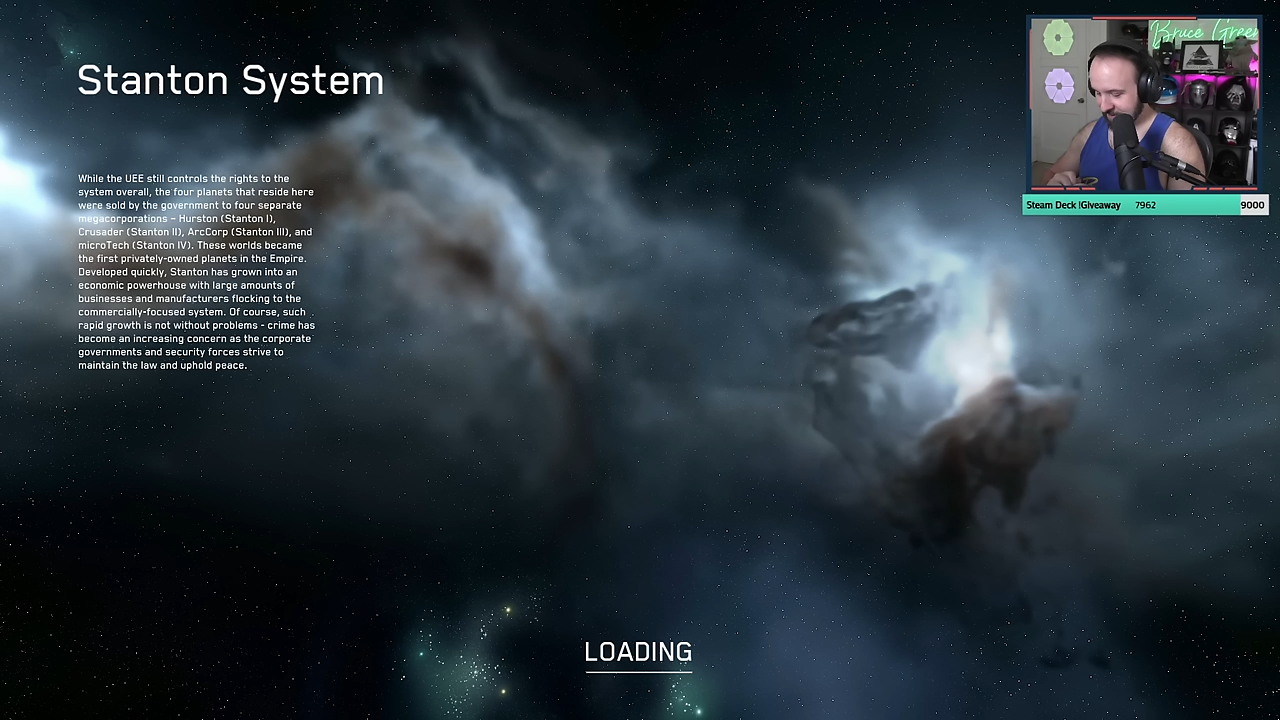 Stanton System
While the UEE still controls the rights to the
system overall, the four planets that reside here
were sold by the government to four separate
megacorporations – Hurston (Stanton I),
Crusader (Stanton II), ArcCorp (Stanton III), and
microTech (Stanton IV). These worlds became
the first privately-owned planets in the Empire.
Developed quickly, Stanton has grown into an
economic powerhouse with large amounts of
businesses and manufacturers flocking to the
commercially-focused system. Of course, such
rapid growth is not without problems - crime has
become an increasing concern as the corporate
governments and security forces strive to
maintain the law and uphold peace.
Bruce Green
Steam Deck !Giveaway 7962 9000
LOADING